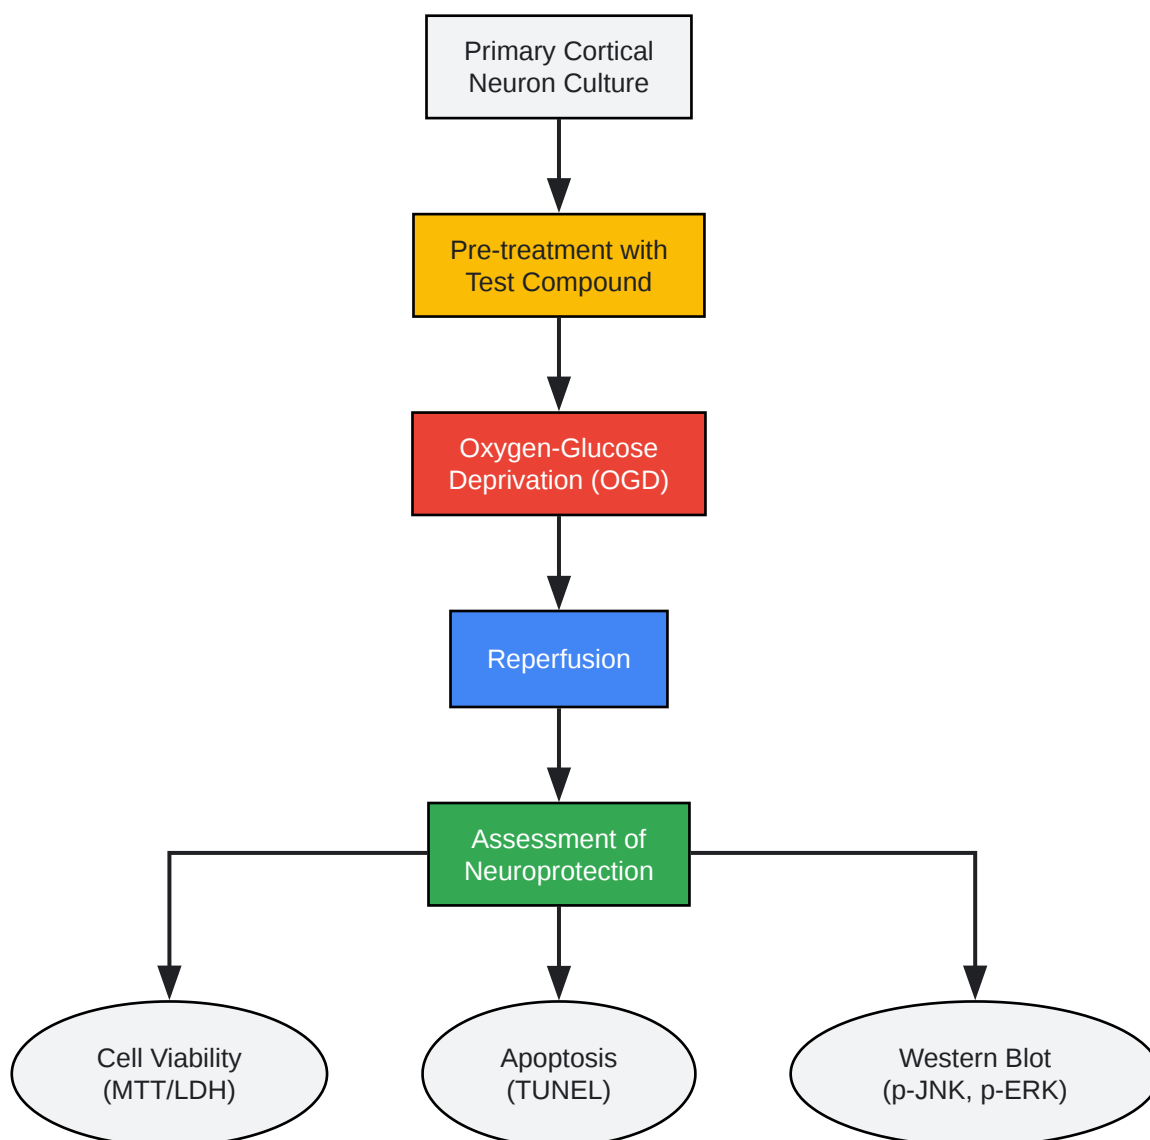 Primary Cortical
Neuron Culture
Pre-treatment with
Test Compound
Oxygen-Glucose
Deprivation (OGD)
Reperfusion
Assessment of
Neuroprotection
Cell Viability
(MTT/LDH)
Apoptosis
(TUNEL)
Western Blot
(p-JNK, p-ERK)